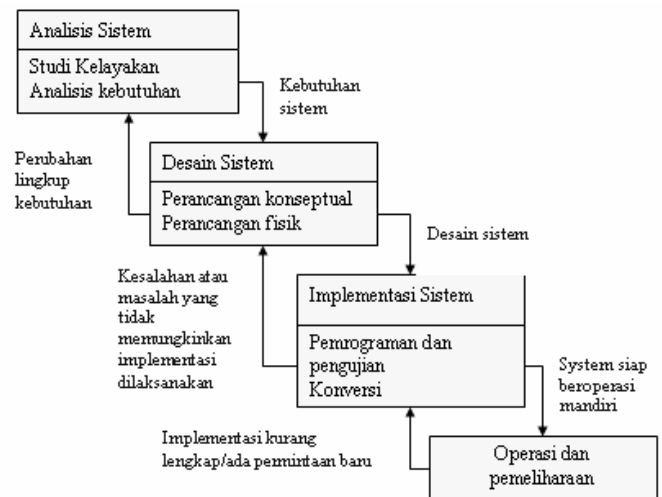 Analisis Sistem
Studi Kelayakan
Analisis kebutuhan
Kebutuhan
sistem
Perubahan
lingkup
kebutuhan
Desain Sistem
Perancangan konseptual
Perancangan fisik
Desain sistem
Kesalahan atau
masalah yang
tidak
memungkinkan
implementasi
dilaksanakan
Implementasi Sistem
Pemrograman dan
pengujian
Konversi
System siap
beroperasi
mandiri
Implementasi kurang
lengkap/ada permintaan baru
Operasi dan
pemeliharaan